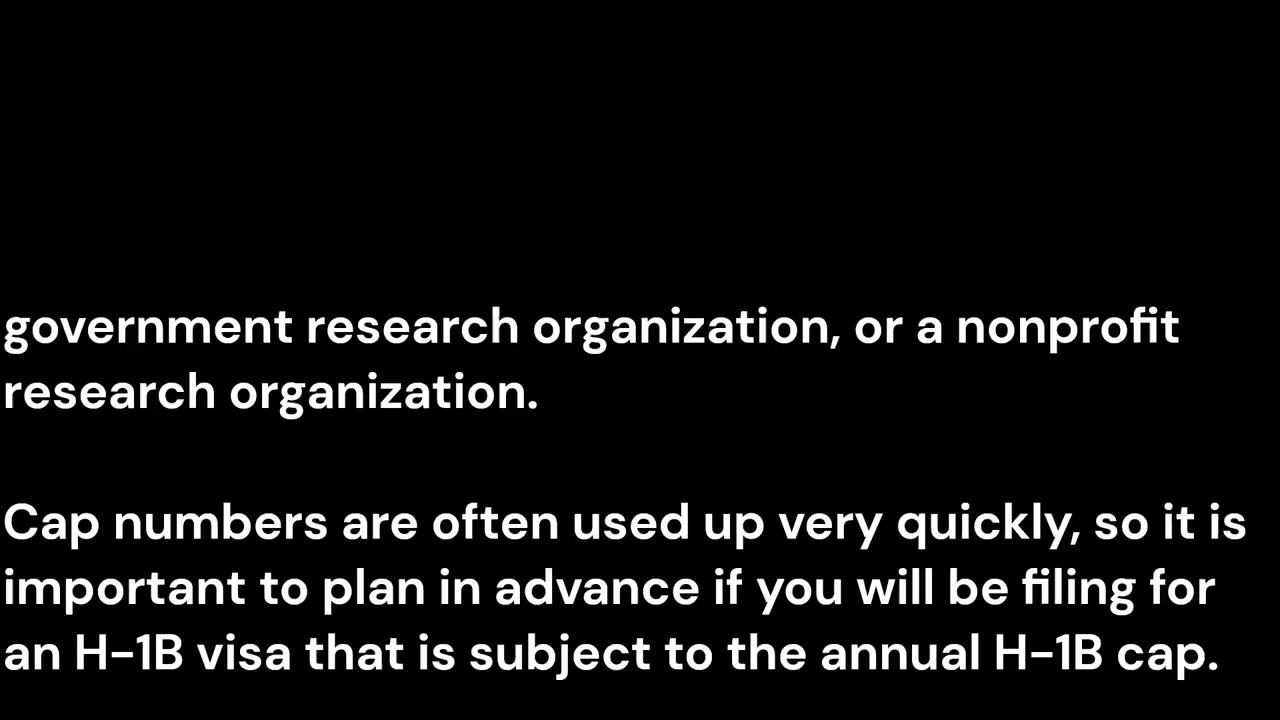 government research organization, or a nonprofit
research organization.
Cap numbers are often used up very quickly, so it is
important to plan in advance if you will be filing for
an H-1B visa that is subject to the annual H-1B cap.